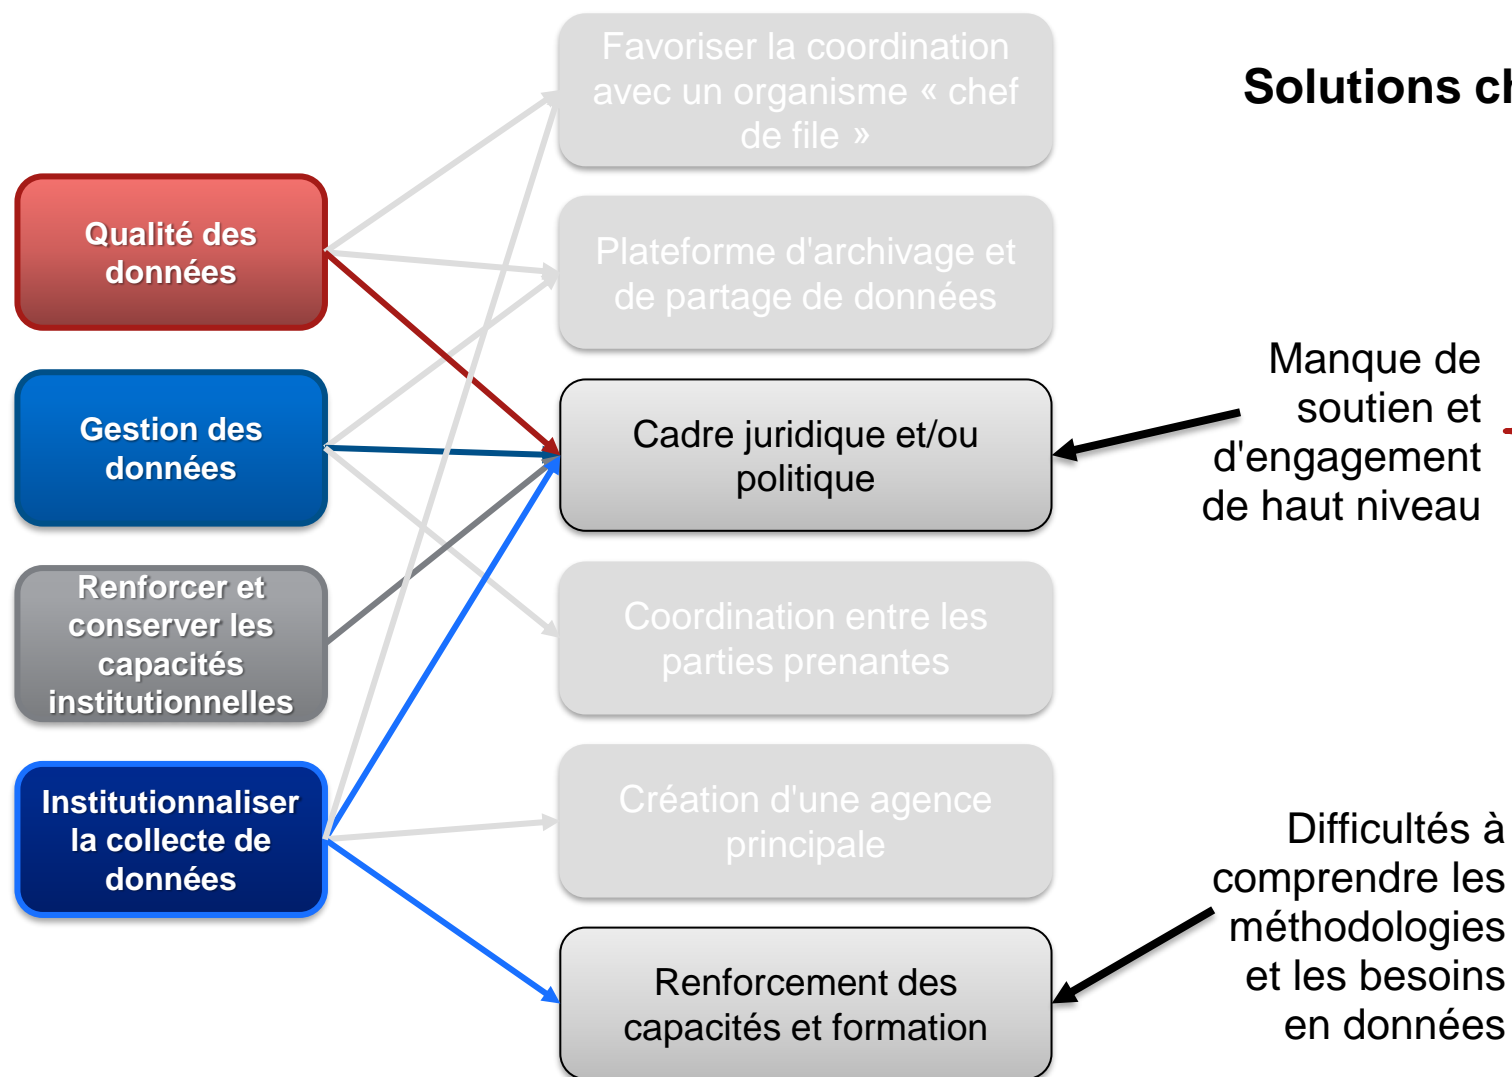 Favoriser la coordination
avec un organisme « chef
de file »
Solutions
Qualité des
données
Plateforme d'archivage et
de partage de données
Gestion des
données
Cadre juridique et/ou
politique
Manque de
soutien et
d'engagement
de haut niveau
Renforcer et
conserver les
capacités
institutionnelles
Coordination entre les
parties prenantes
Institutionnaliser
la collecte de
données
Création d'une agence
principale
Difficultés à
comprendre les
méthodologies
et les besoins
en données
Renforcement des
capacités et formation